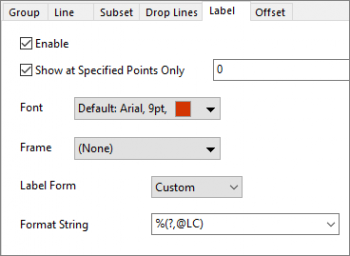 Group Line Subset Drop Lines Label Offset
Enable
Show at Specified Points Only 0
Font Default: Arial, 9pt,
Frame (None)
Label Form Custom
Format String %(?,@LC)